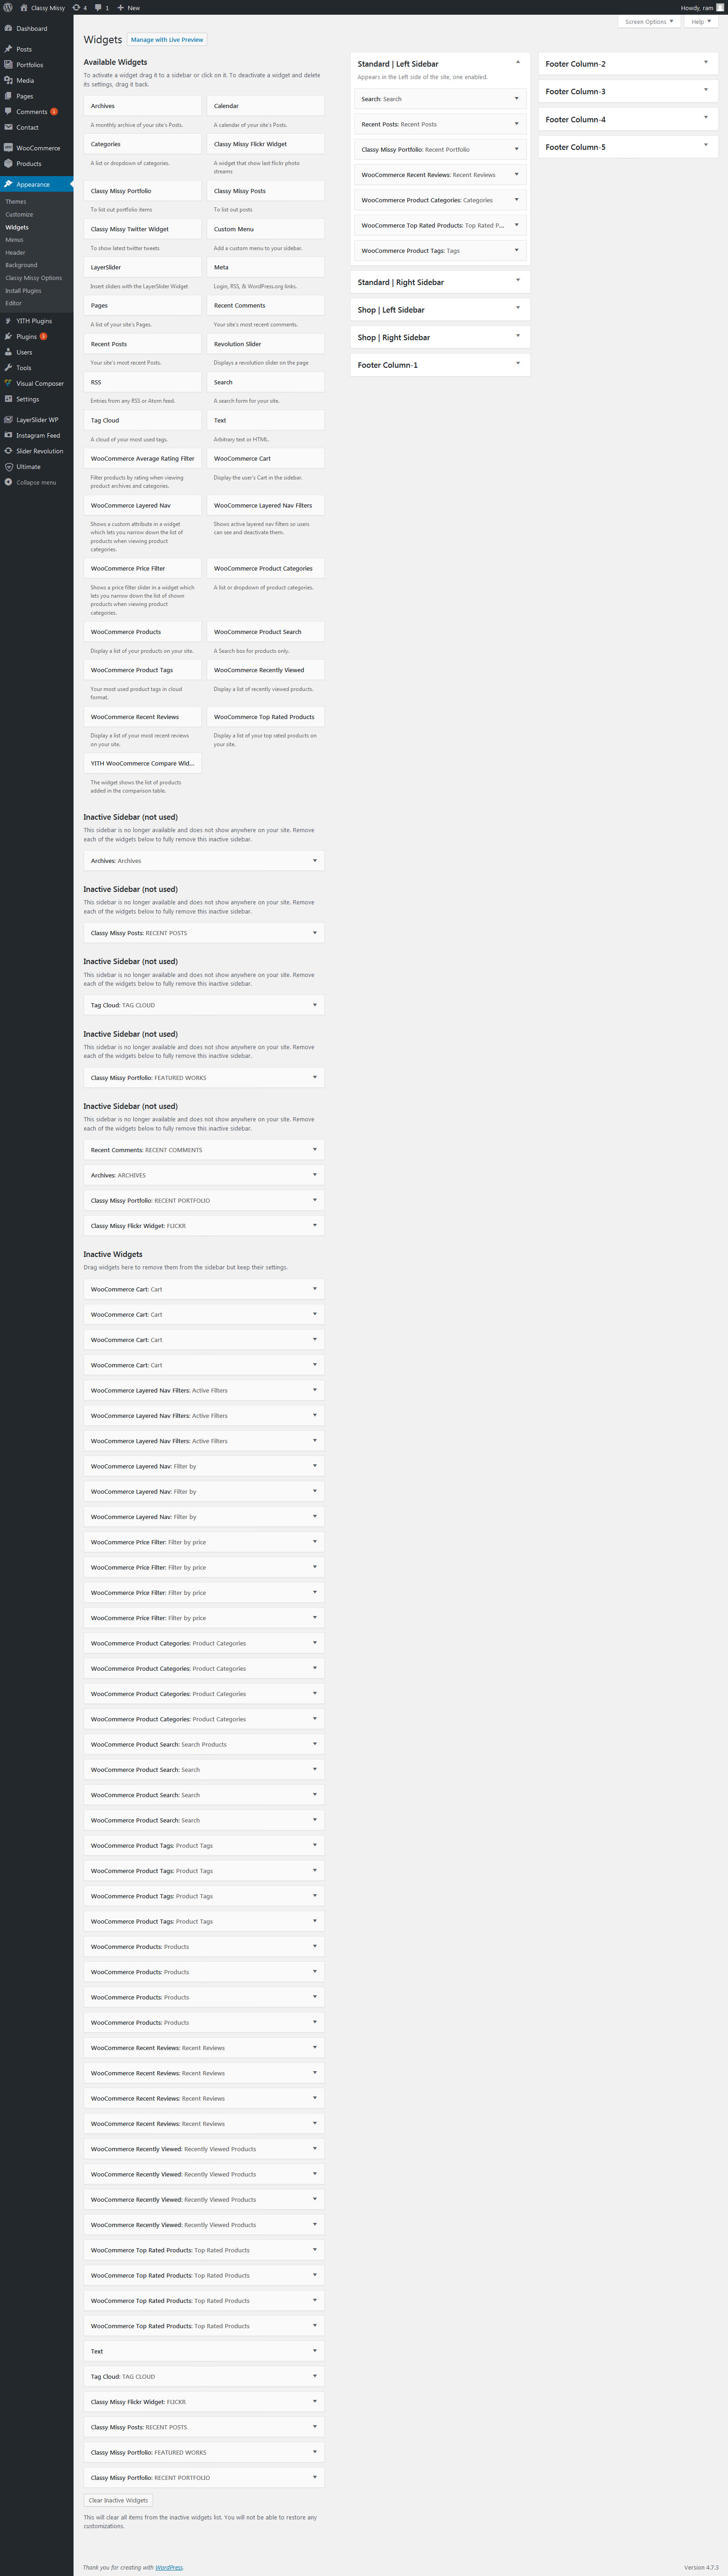 Classy Missy 4 1 New Howdy, ram
Screen Options Help
Dashboard
Posts
Portfolios
Media
Pages
Comments 1
Contact
WooCommerce
Products
Appearance
Themes
Customize
Widgets
Menus
Header
Background
Classy Missy Options
Install Plugins
Editor
YITH Plugins
Plugins 3
Users
Tools
Visual Composer
Settings
LayerSlider WP
Instagram Feed
Slider Revolution
Ultimate
Collapse menu
Widgets Manage with Live Preview
Available Widgets
To activate a widget drag it to a sidebar or click on it. To deactivate a widget and delete
its settings, drag it back.
Archives Calendar
A monthly archive of your site's Posts. A calendar of your site's Posts.
Categories Classy Missy Flickr Widget
A list or dropdown of categories. A widget that show last flickr photo
streams
Classy Missy Portfolio Classy Missy Posts
To list out portfolio items To list out posts
Classy Missy Twitter Widget Custom Menu
To show latest twitter tweets Add a custom menu to your sidebar.
LayerSlider Meta
Insert sliders with the LayerSlider Widget Login, RSS, & WordPress.org links.
Pages Recent Comments
A list of your site's Pages. Your site's most recent comments.
Recent Posts Revolution Slider
Your site's most recent Posts. Displays a revolution slider on the page
RSS Search
Entries from any RSS or Atom feed. A search form for your site.
Tag Cloud Text
A cloud of your most used tags. Arbitrary text or HTML.
WooCommerce Average Rating Filter WooCommerce Cart
Filter products by rating when viewing Display the user's Cart in the sidebar.
product archives and categories.
WooCommerce Layered Nav WooCommerce Layered Nav Filters
Shows a custom attribute in a widget Shows active layered nav filters so users
which lets you narrow down the list of can see and deactivate them.
products when viewing product
categories.
WooCommerce Price Filter WooCommerce Product Categories
Shows a price filter slider in a widget which A list or dropdown of product categories.
lets you narrow down the list of shown
products when viewing product
categories.
WooCommerce Products WooCommerce Product Search
Display a list of your products on your site. A Search box for products only.
WooCommerce Product Tags WooCommerce Recently Viewed
Your most used product tags in cloud Display a list of recently viewed products.
format.
WooCommerce Recent Reviews WooCommerce Top Rated Products
Display a list of your most recent reviews Display a list of your top rated products on
on your site. your site.
YITH WooCommerce Compare Wid...
The widget shows the list of products
added in the comparison table.
Inactive Sidebar (not used)
This sidebar is no longer available and does not show anywhere on your site. Remove
each of the widgets below to fully remove this inactive sidebar.
Archives: Archives
Inactive Sidebar (not used)
This sidebar is no longer available and does not show anywhere on your site. Remove
each of the widgets below to fully remove this inactive sidebar.
Classy Missy Posts: RECENT POSTS
Inactive Sidebar (not used)
This sidebar is no longer available and does not show anywhere on your site. Remove
each of the widgets below to fully remove this inactive sidebar.
Tag Cloud: TAG CLOUD
Inactive Sidebar (not used)
This sidebar is no longer available and does not show anywhere on your site. Remove
each of the widgets below to fully remove this inactive sidebar.
Classy Missy Portfolio: FEATURED WORKS
Inactive Sidebar (not used)
This sidebar is no longer available and does not show anywhere on your site. Remove
each of the widgets below to fully remove this inactive sidebar.
Recent Comments: RECENT COMMENTS
Archives: ARCHIVES
Classy Missy Portfolio: RECENT PORTFOLIO
Classy Missy Flickr Widget: FLICKR
Inactive Widgets
Drag widgets here to remove them from the sidebar but keep their settings.
WooCommerce Cart: Cart
WooCommerce Cart: Cart
WooCommerce Cart: Cart
WooCommerce Cart: Cart
WooCommerce Layered Nav Filters: Active Filters
WooCommerce Layered Nav Filters: Active Filters
WooCommerce Layered Nav Filters: Active Filters
WooCommerce Layered Nav: Filter by
WooCommerce Layered Nav: Filter by
WooCommerce Layered Nav: Filter by
WooCommerce Price Filter: Filter by price
WooCommerce Price Filter: Filter by price
WooCommerce Price Filter: Filter by price
WooCommerce Price Filter: Filter by price
WooCommerce Product Categories: Product Categories
WooCommerce Product Categories: Product Categories
WooCommerce Product Categories: Product Categories
WooCommerce Product Categories: Product Categories
WooCommerce Product Search: Search Products
WooCommerce Product Search: Search
WooCommerce Product Search: Search
WooCommerce Product Search: Search
WooCommerce Product Tags: Product Tags
WooCommerce Product Tags: Product Tags
WooCommerce Product Tags: Product Tags
WooCommerce Product Tags: Product Tags
WooCommerce Products: Products
WooCommerce Products: Products
WooCommerce Products: Products
WooCommerce Products: Products
WooCommerce Recent Reviews: Recent Reviews
WooCommerce Recent Reviews: Recent Reviews
WooCommerce Recent Reviews: Recent Reviews
WooCommerce Recent Reviews: Recent Reviews
WooCommerce Recently Viewed: Recently Viewed Products
WooCommerce Recently Viewed: Recently Viewed Products
WooCommerce Recently Viewed: Recently Viewed Products
WooCommerce Recently Viewed: Recently Viewed Products
WooCommerce Top Rated Products: Top Rated Products
WooCommerce Top Rated Products: Top Rated Products
WooCommerce Top Rated Products: Top Rated Products
WooCommerce Top Rated Products: Top Rated Products
Text
Tag Cloud: TAG CLOUD
Classy Missy Flickr Widget: FLICKR
Classy Missy Posts: RECENT POSTS
Classy Missy Portfolio: FEATURED WORKS
Classy Missy Portfolio: RECENT PORTFOLIO
Clear Inactive Widgets
This will clear all items from the inactive widgets list. You will not be able to restore any
customizations.
Standard | Left Sidebar
Appears in the Left side of the site, one enabled.
Search: Search
Recent Posts: Recent Posts
Classy Missy Portfolio: Recent Portfolio
WooCommerce Recent Reviews: Recent Reviews
WooCommerce Product Categories: Categories
WooCommerce Top Rated Products: Top Rated P...
WooCommerce Product Tags: Tags
Standard | Right Sidebar
Shop | Left Sidebar
Shop | Right Sidebar
Footer Column-1
Footer Column-2
Footer Column-3
Footer Column-4
Footer Column-5
Thank you for creating with WordPress. Version 4.7.3